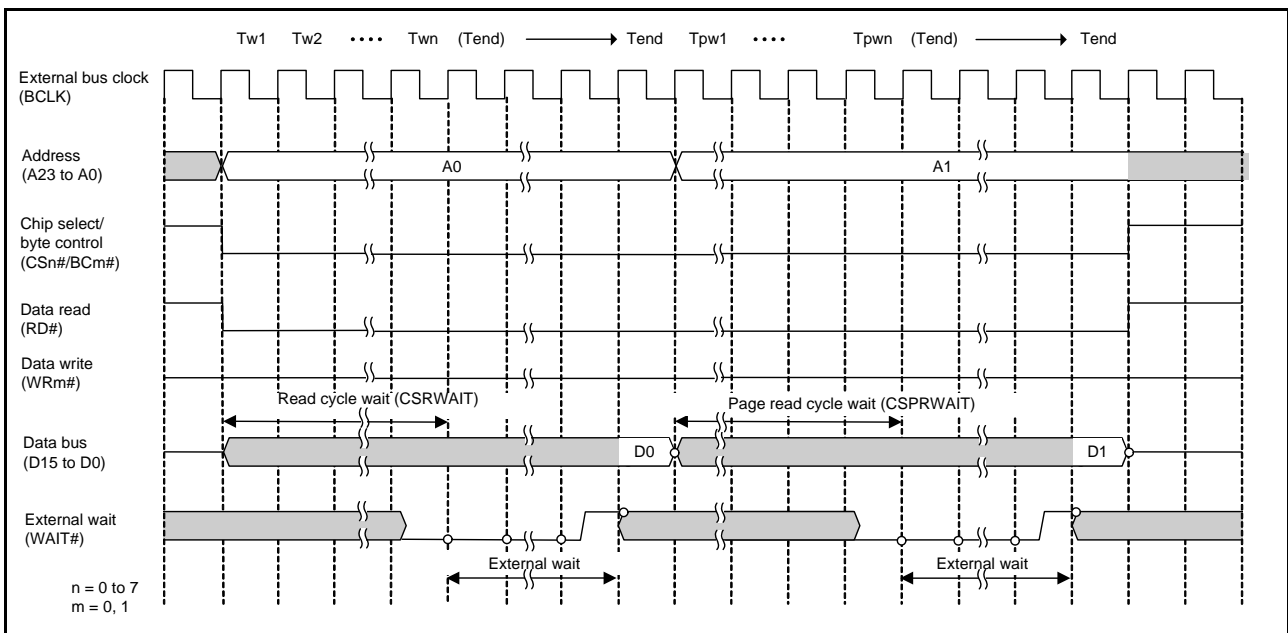 Tw1 Tw2 •••• Twn (Tend) Tend Tpw1 •••• Tpwn (Tend) Tend
External bus clock
(BCLK)
Address
(A23 to A0)
A0
A1
Chip select/
byte control
(CSn#/BCm#)
Data read
(RD#)
Data write
(WRm#)
Read cycle wait (CSRWAIT)
Page read cycle wait (CSPRWAIT)
Data bus
(D15 to D0)
D0
D1
External wait
(WAIT#)
External wait
External wait
n = 0 to 7
m = 0, 1